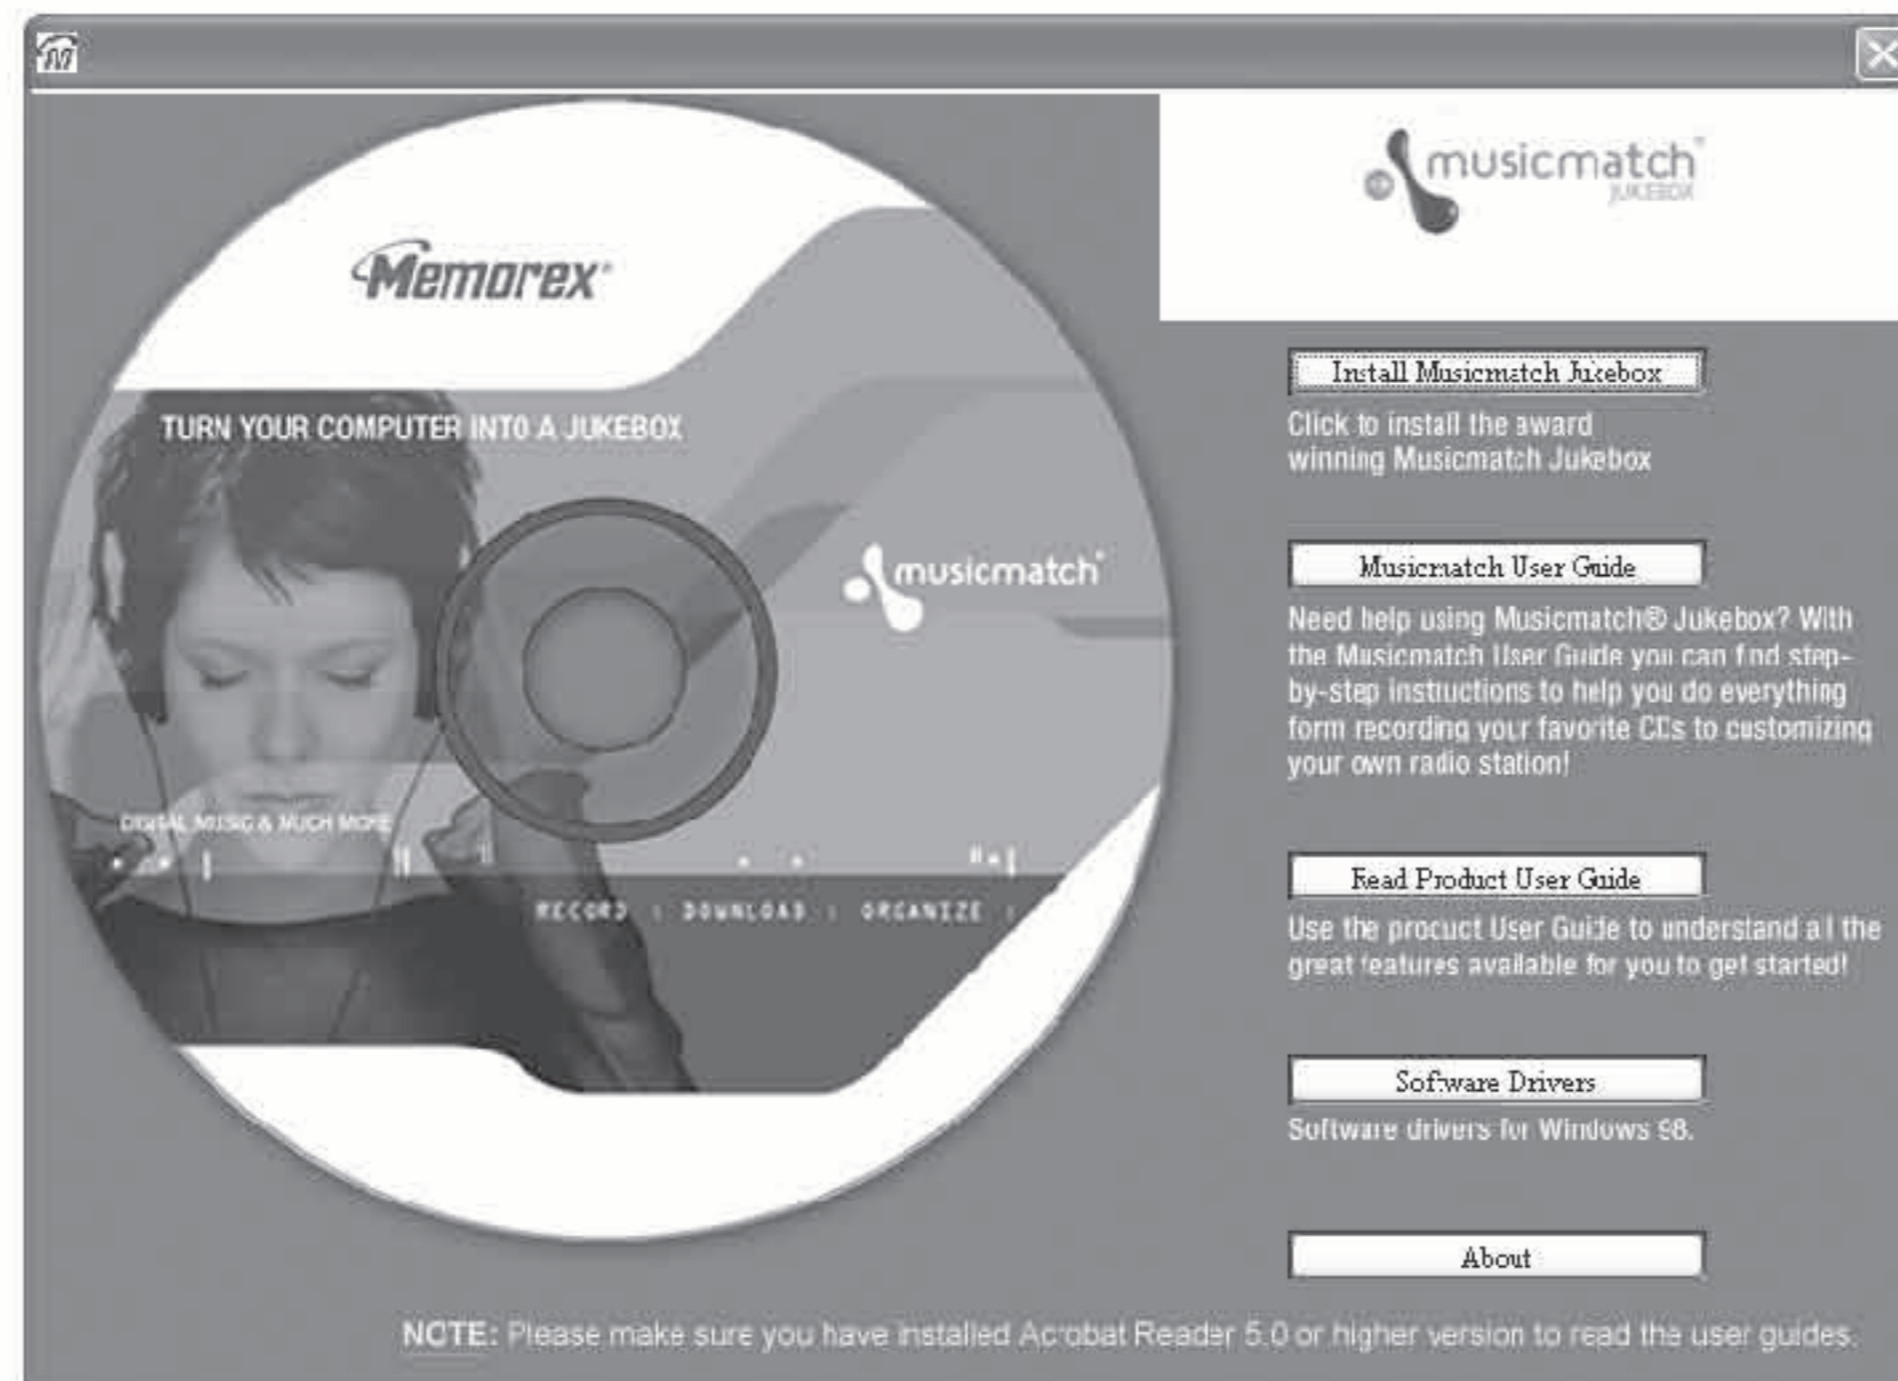 Memorex
TURN YOUR COMPUTER INTO A JUKEBOX
musicmatch
DIGITAL MUSIC & MUCH MORE
RECORD : DOWNLOAD : ORGANIZE :
musicmatch
JUKEBOX
Install Musicmatch Jukebox
Click to install the award
winning Musicmatch Jukebox
Musicmatch User Guide
Need help using Musicmatch® Jukebox? With
the Musicmatch User Guide you can find step-
by-step instructions to help you do everything
form recording your favorite CDs to customizing
your own radio station!
Read Product User Guide
Use the product User Guide to understand all the
great features available for you to get started!
Software Drivers
Software drivers for Windows 98.
About
NOTE: Please make sure you have installed Acrobat Reader 5.0 or higher version to read the user guides.